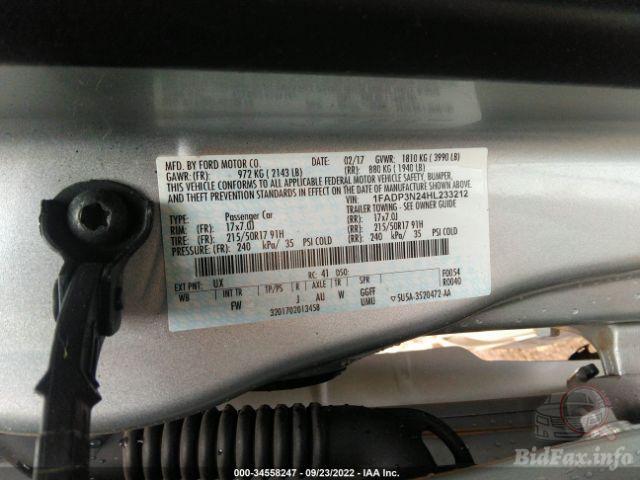 MFD. BY FORD MOTOR CO. DATE: 02/17 GVWR: 1810 KG ( 3990 LB)
GAWR: (FR): 972 KG ( 2143 LB) (RR): 880 KG ( 1940 LB)
THIS VEHICLE CONFORMS TO ALL APPLICABLE FEDERAL MOTOR VEHICLE SAFETY, BUMPER,
AND THEFT PREVENTION STANDARDS IN EFFECT ON THE DATE OF MANUFACTURE SHOWN ABOVE.
VIN: 1FADP3N24HL233212
TYPE: Passenger Car TRAILER TOWING - SEE OWNER GUIDE
RIM: (FR): 17x7.0J (RR): 17x7.0J
TIRE: (FR): 215/50R17 91H (RR): 215/50R17 91H
PRESSURE: (FR): 240 kPa/ 35 PSI COLD (RR): 240 kPa/ 35 PSI COLD
EXT PNT: UX RC: 41 DSO: F0054
WB INT TR TP/PS R AXLE TR SPR R0040
FW J AU W GGFF
UMU
3201702013458 5U5A-3520472-AA
000-34558247 - 09/23/2022 - IAA Inc.
BidFax.info